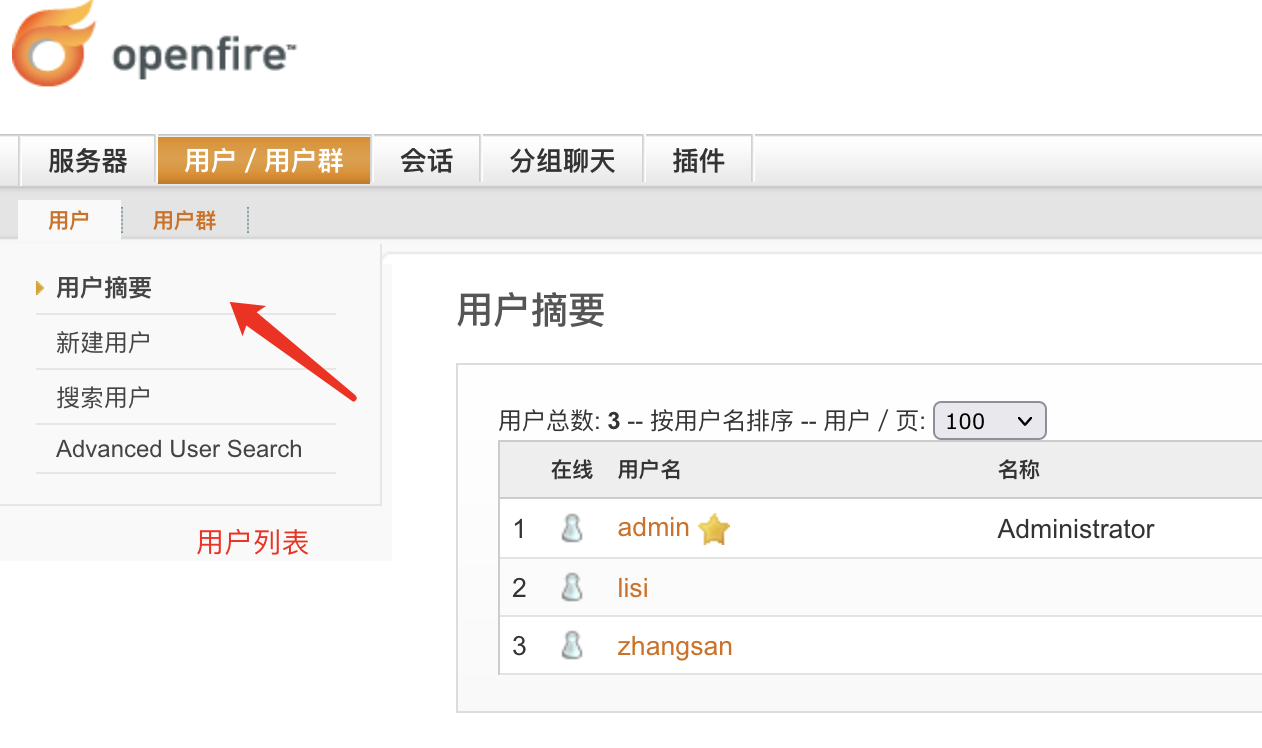 openfire™
服务器 用户 / 用户群 会话 分组聊天 插件
用户 用户群
用户摘要
新建用户
搜索用户
Advanced User Search
用户列表
用户摘要
用户总数: 3 -- 按用户名排序 -- 用户 / 页: 100
在线 用户名 名称
1 admin Administrator
2 lisi
3 zhangsan